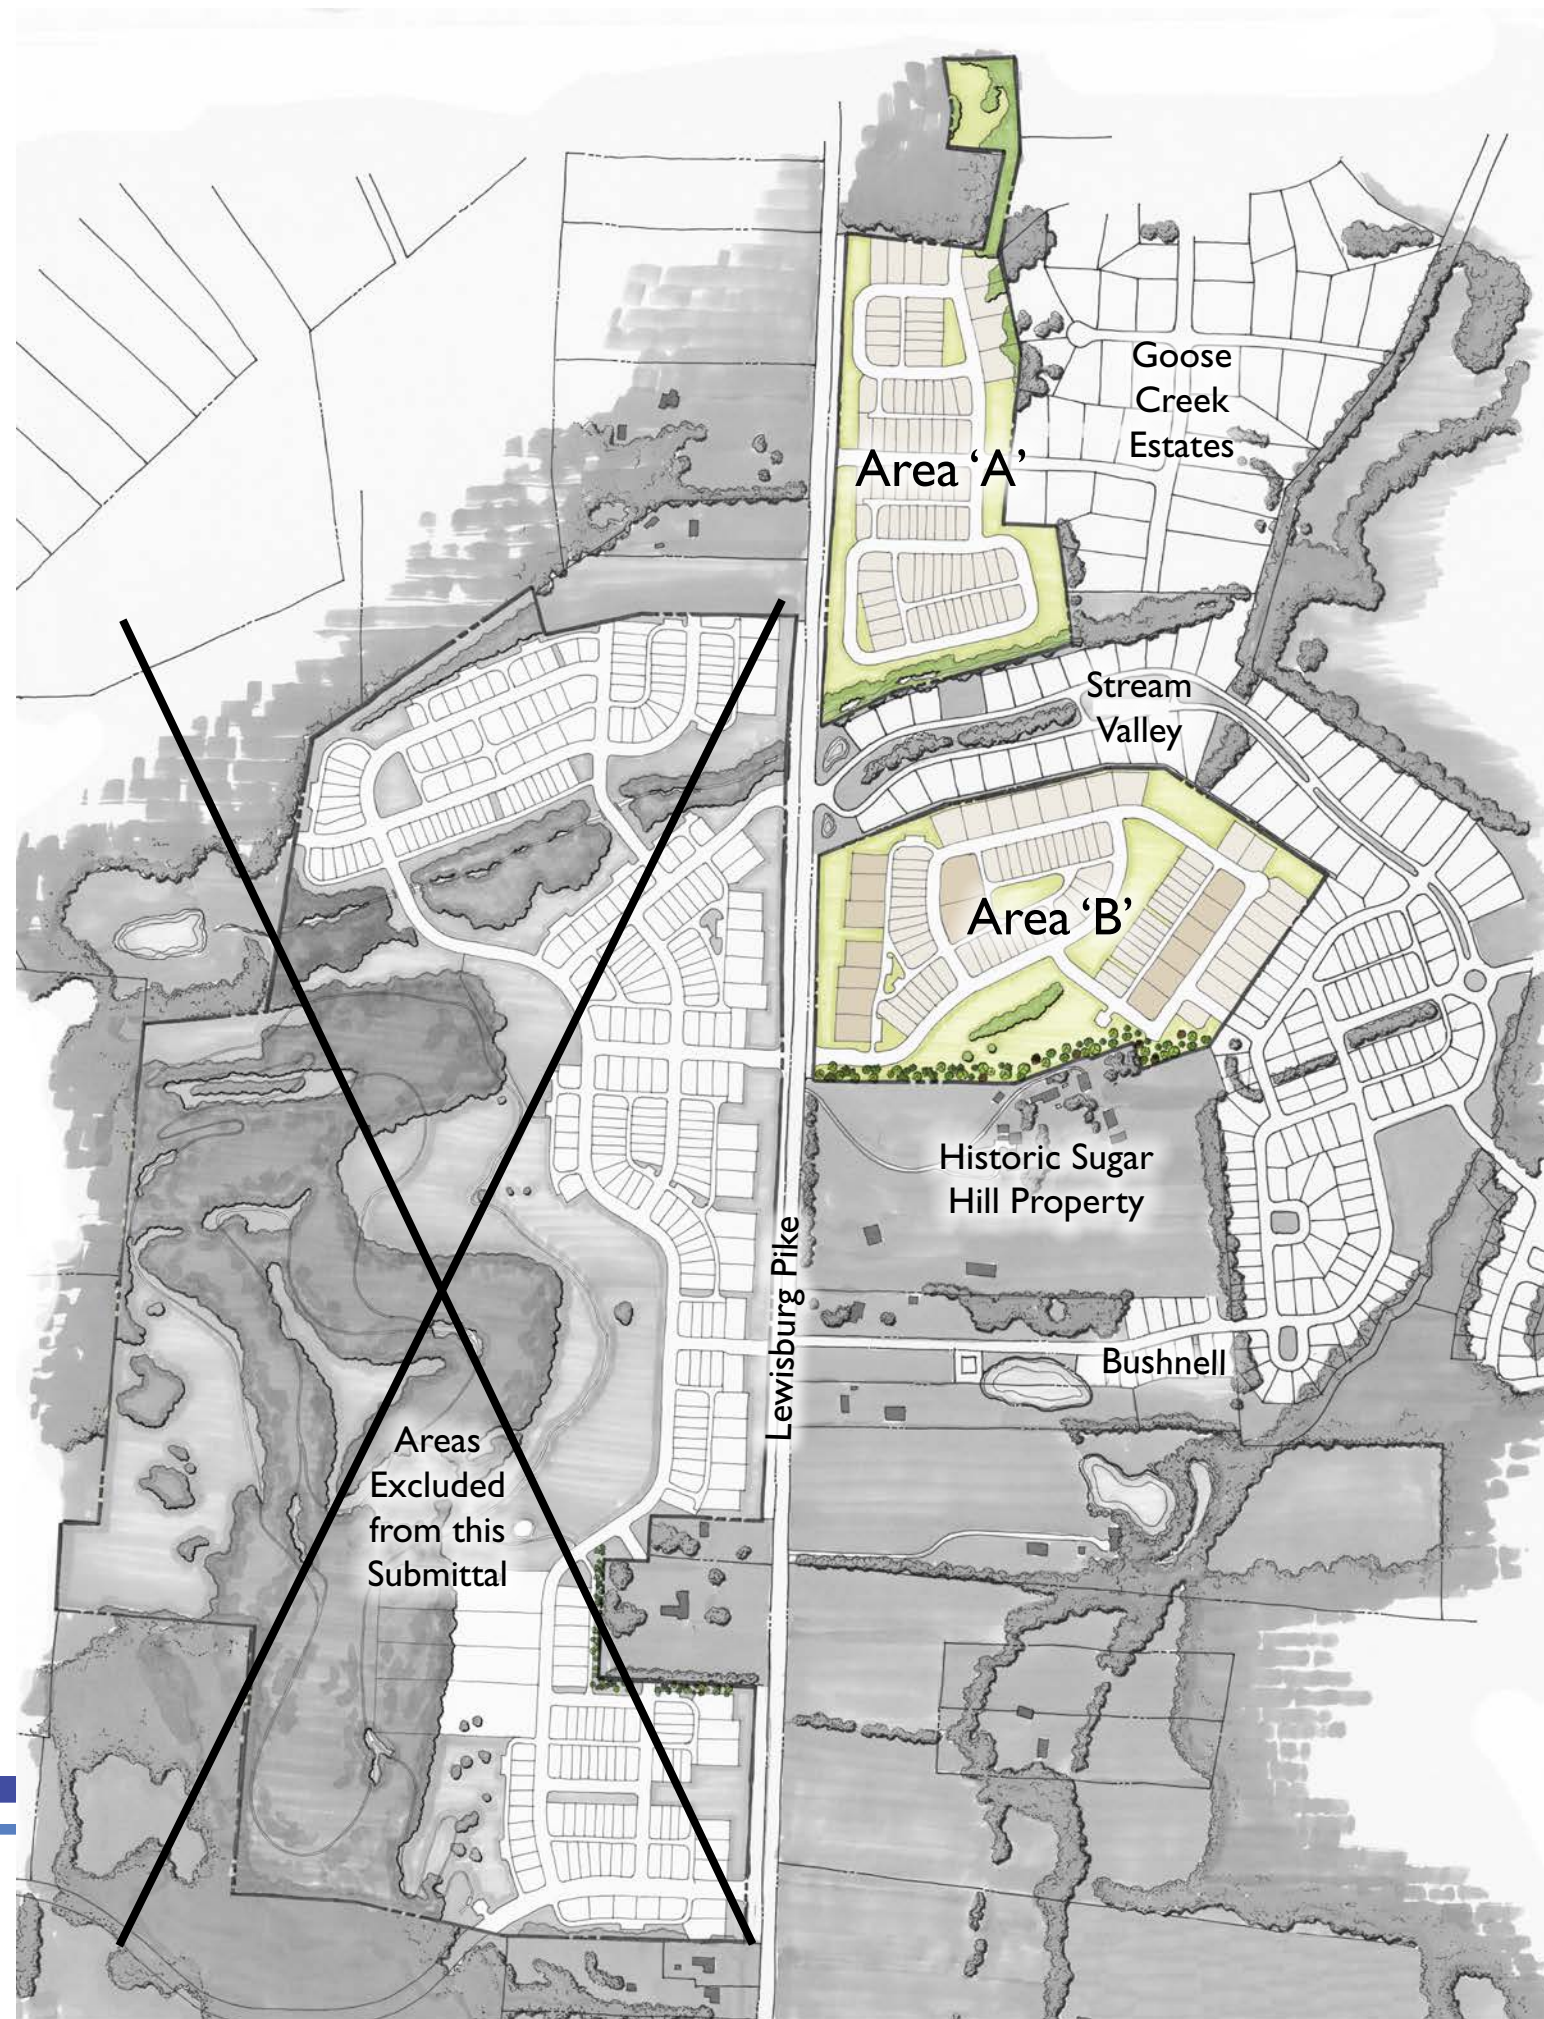 Goose
Creek
Estates
Area ‘A’
Stream
Valley
Area ‘B’
Historic Sugar
Hill Property
Lewisburg Pike
Bushnell
Areas
Excluded
from this
Submittal